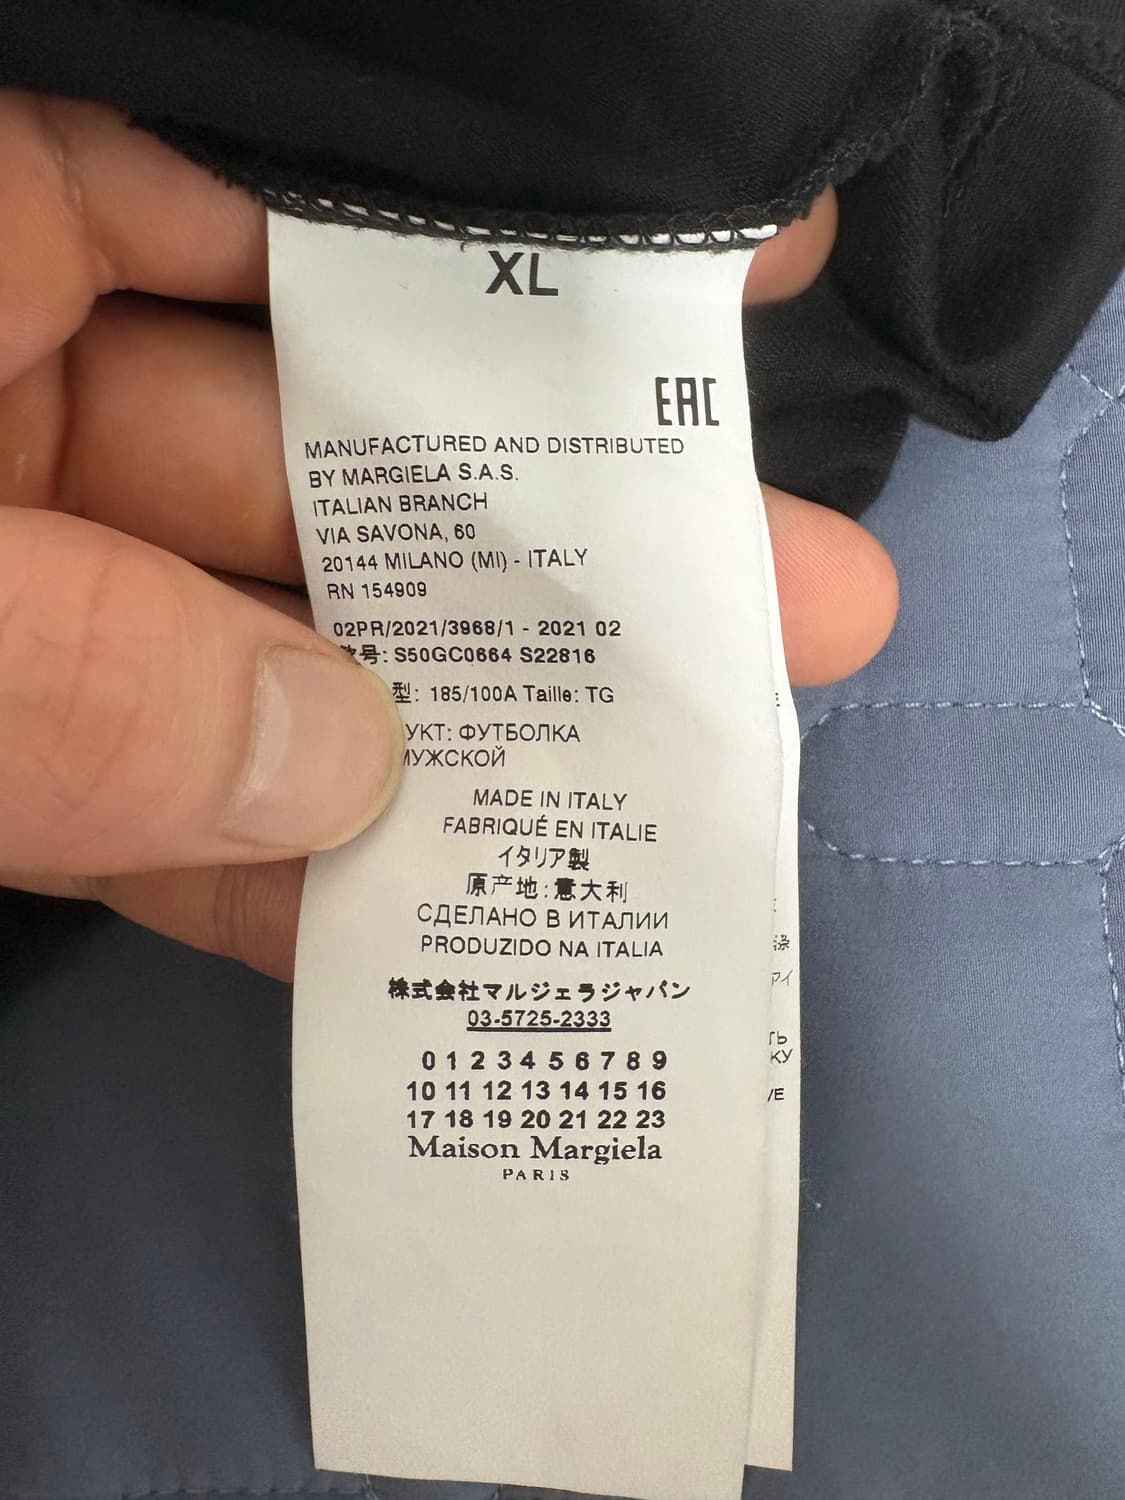 XL
EAC
MANUFACTURED AND DISTRIBUTED
BY MARGIELA S.A.S.
ITALIAN BRANCH
VIA SAVONA, 60
20144 MILANO (MI) - ITALY
RN 154909
02PR/2021/3968/1 - 2021 02
号: S50GC0664 S22816
型: 185/100A Taille: TG
УКТ: ФУТБОЛКА
МУЖСКОЙ
MADE IN ITALY
FABRIQUÉ EN ITALIE
イタリア製
原产地:意大利
СДЕЛАНО В ИТАЛИИ
PRODUZIDO NA ITALIA
株式会社マルジェラジャパン
03-5725-2333
0 1 2 3 4 5 6 7 8 9
10 11 12 13 14 15 16
17 18 19 20 21 22 23
Maison Margiela
PARIS